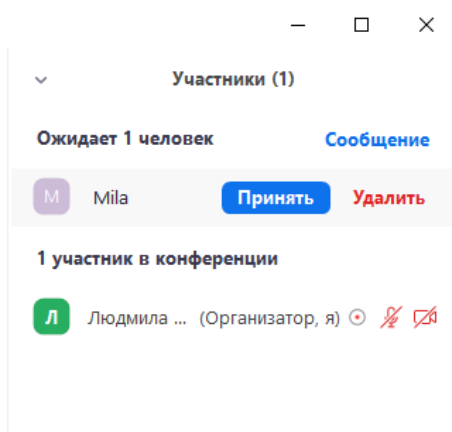 Участники (1)
Ожидает 1 человек Сообщение
M Mila Принять Удалить
1 участник в конференции
Л Людмила ... (Организатор, я)